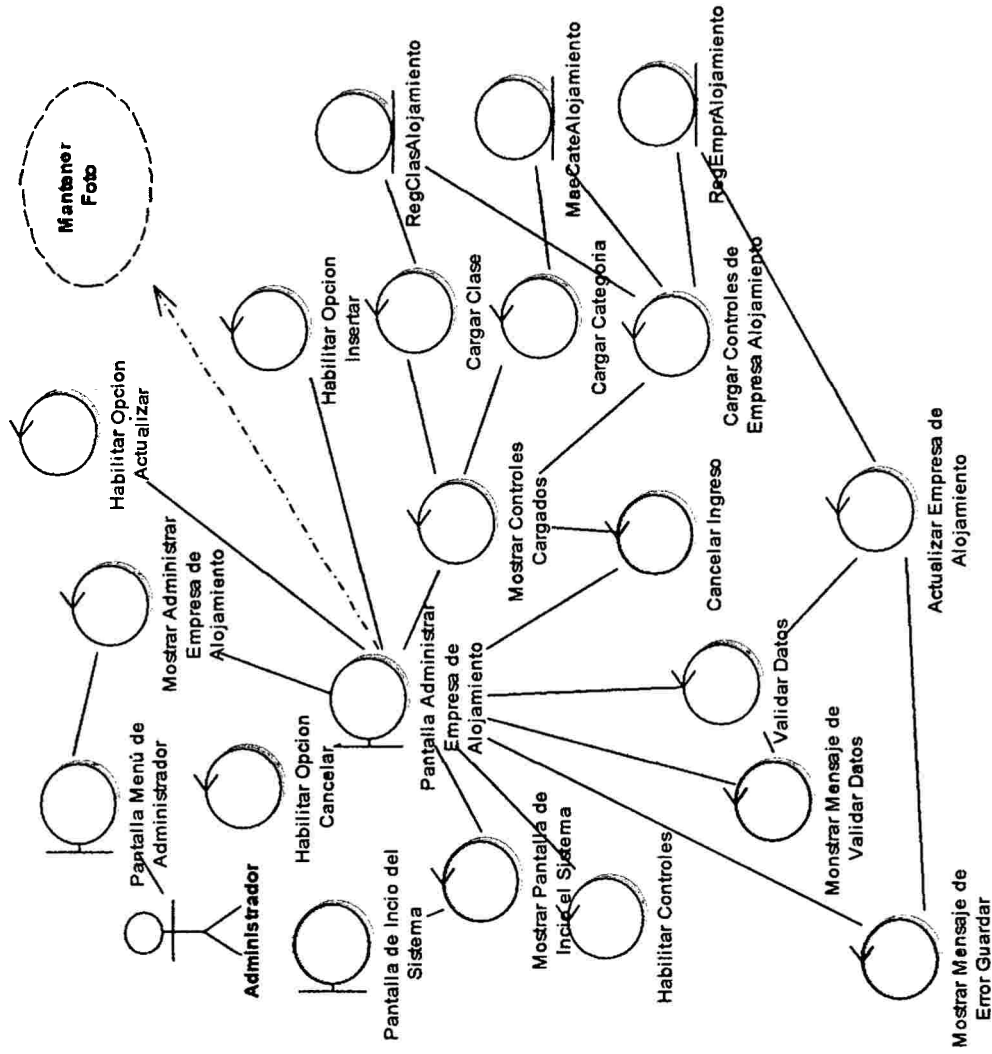 Mantener
Foto
Habilitar Opcion
Actualizar
Mostrar Administrar
Empresa de
Alojamiento
Pantalla Menú de
Administrador
Administrador
Habilitar Opcion
Insertar
RegClasAlojamiento
Cargar Clase
MaeCateAlojamiento
Cargar Categoria
RegEmprAlojamiento
Cargar Controles de
Empresa Alojamiento
Mostrar Controles
Cargados
Cancelar Ingreso
Habilitar Opcion
Cancelar
Pantalla Administrar
Empresa de
Alojamiento
Pantalla de Incio del
Sistema
Mostrar Pantalla de
Incio el Sistema
Habilitar Controles
Validar Datos
Monstrar Mensaje de
Validar Datos
Actualizar Empresa de
Alojamiento
Mostrar Mensaje de
Error Guardar